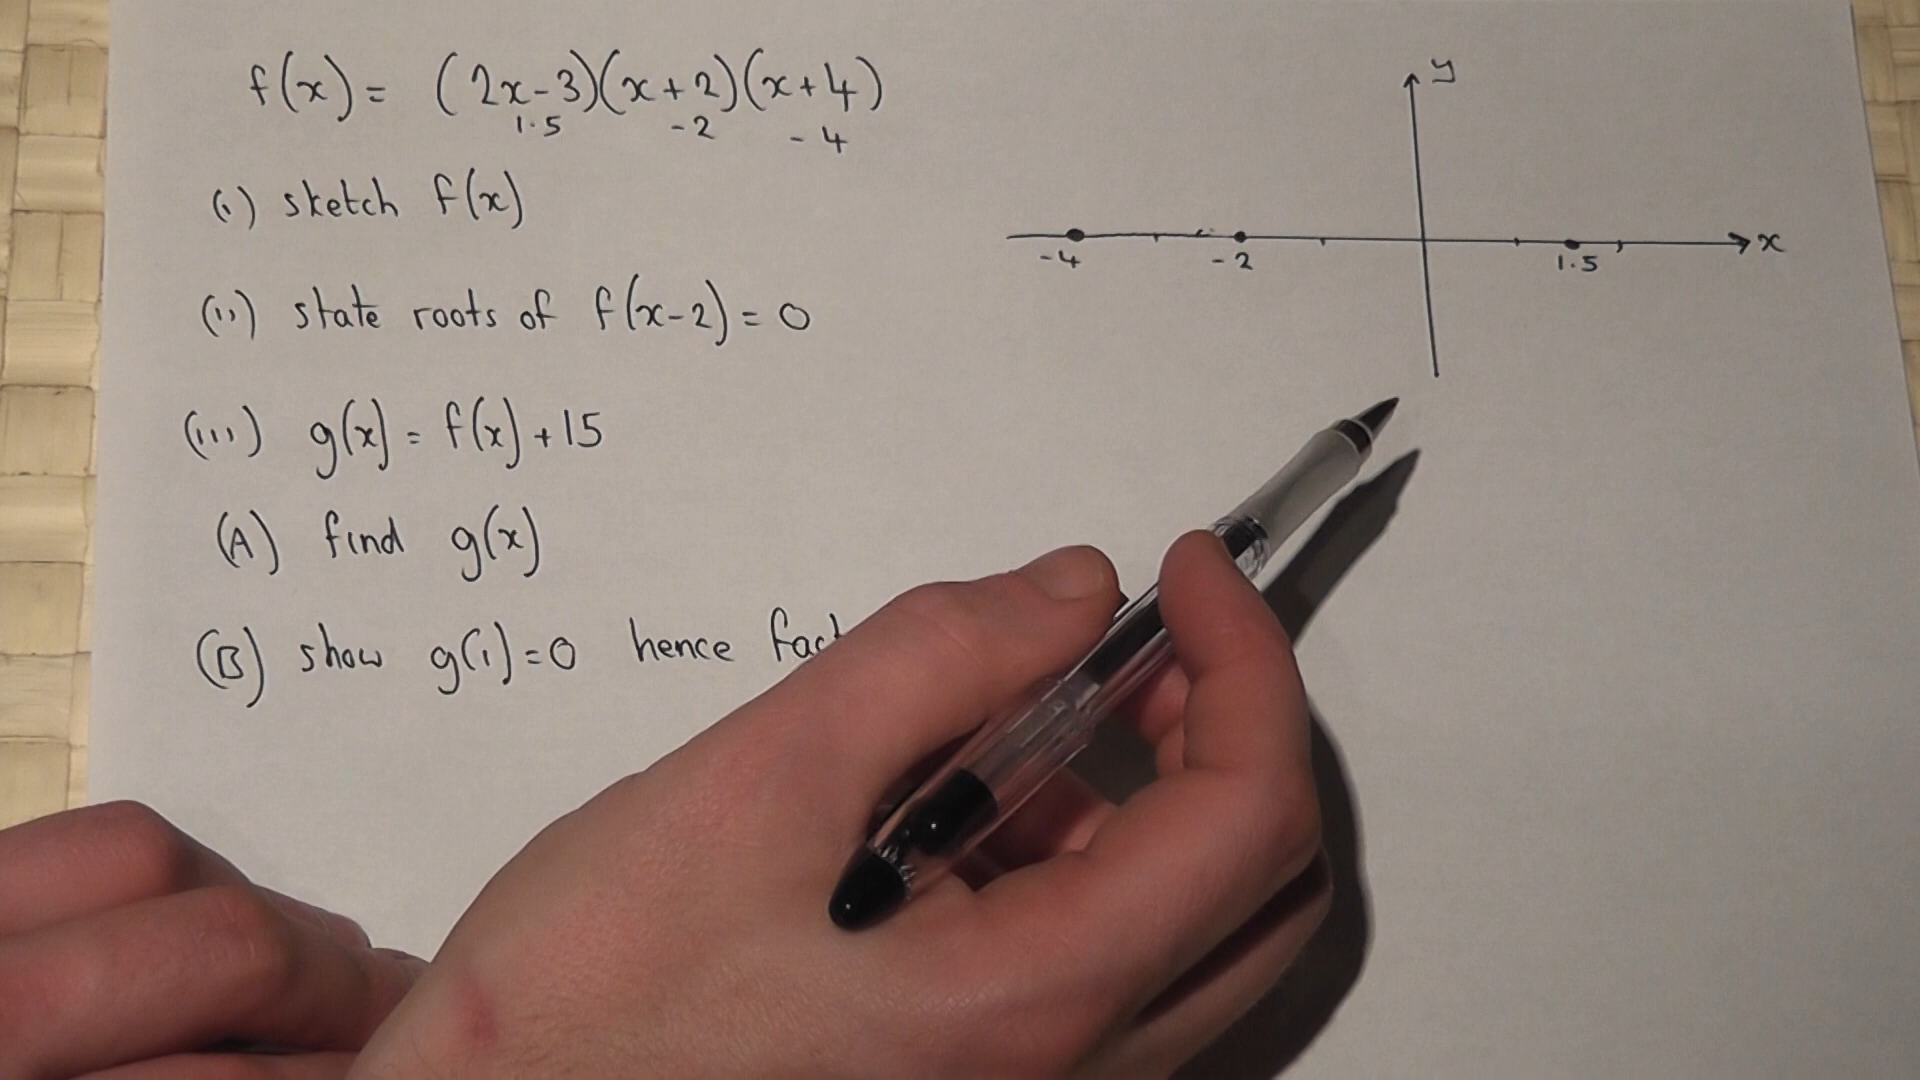 f(x) = (2x-3)(x+2)(x+4)
1.5 -2 -4
(i) sketch f(x)
(ii) state roots of f(x-2) = 0
(iii) g(x) = f(x) + 15
(A) find g(x)
(B) show g(1) = 0 hence
y
x
-4 -2 1.5